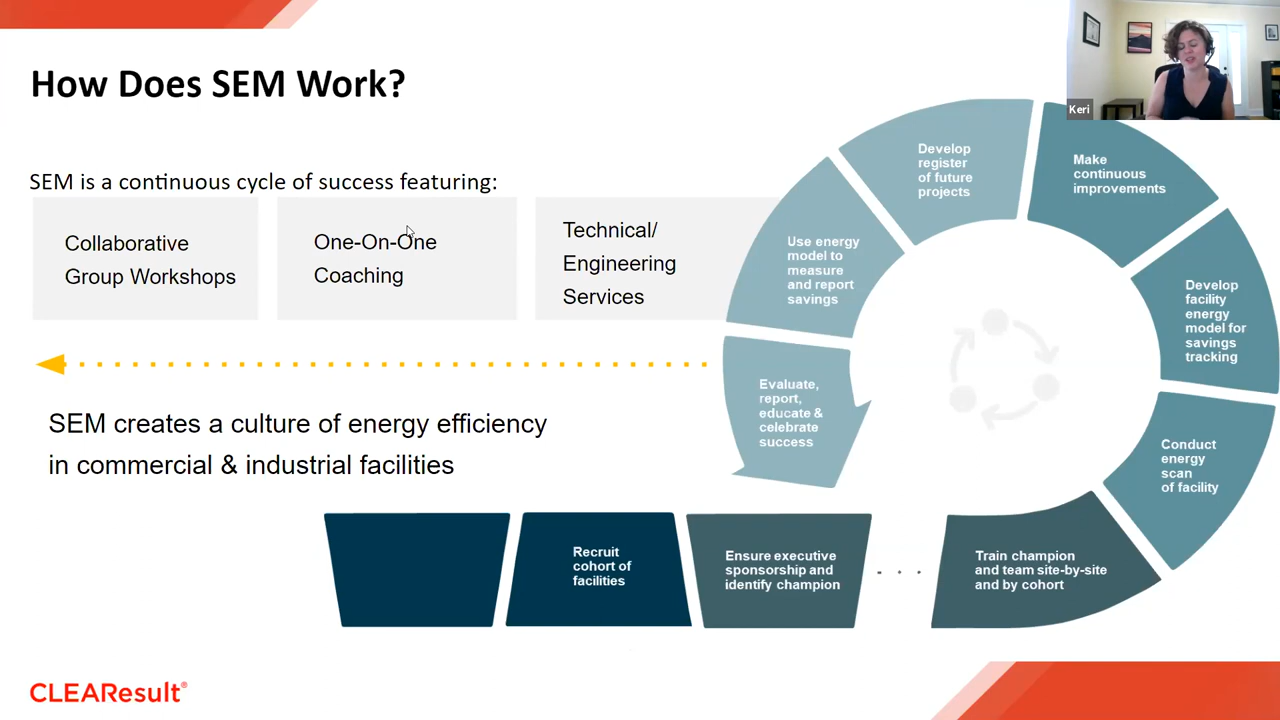 Keri
How Does SEM Work?
SEM is a continuous cycle of success featuring:
Collaborative
Group Workshops
One-On-One
Coaching
Technical/
Engineering
Services
SEM creates a culture of energy efficiency
in commercial & industrial facilities
Recruit
cohort of
facilities
Ensure executive
sponsorship and
identify champion
. . .
Train champion
and team site-by-site
and by cohort
Conduct
energy
scan
of facility
Develop
facility
energy
model for
savings
tracking
Make
continuous
improvements
Develop
register
of future
projects
Use energy
model to
measure
and report
savings
Evaluate,
report,
educate &
celebrate
success
CLEAResult®